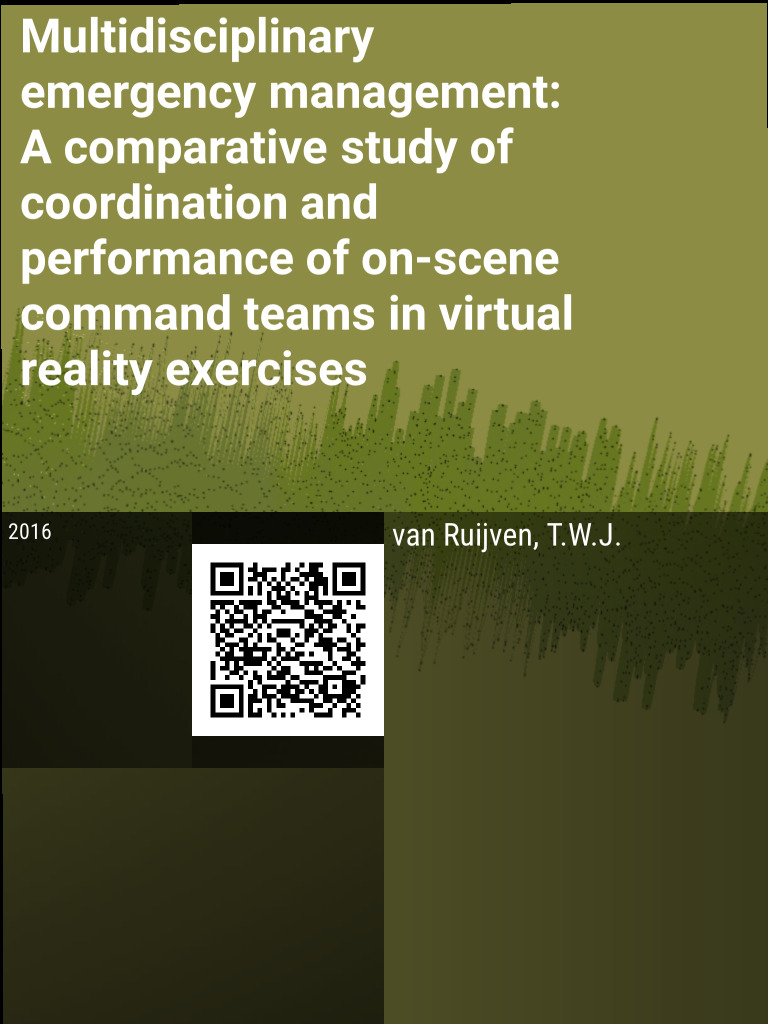 Multidisciplinary
emergency management:
A comparative study of
coordination and
performance of on-scene
command teams in virtual
reality exercises
2016
van Ruijven, T.W.J.